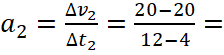 a₂ = Δv₂/Δt₂ = 20−20/12−4 =